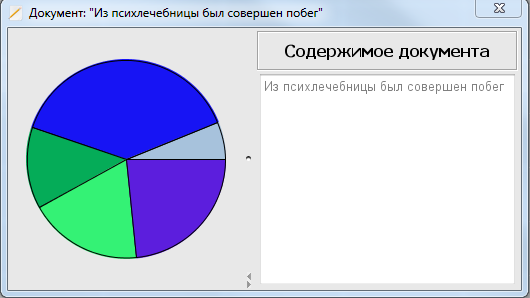 Документ: "Из психлечебницы был совершен побег"
Содержимое документа
Из психлечебницы был совершен побег